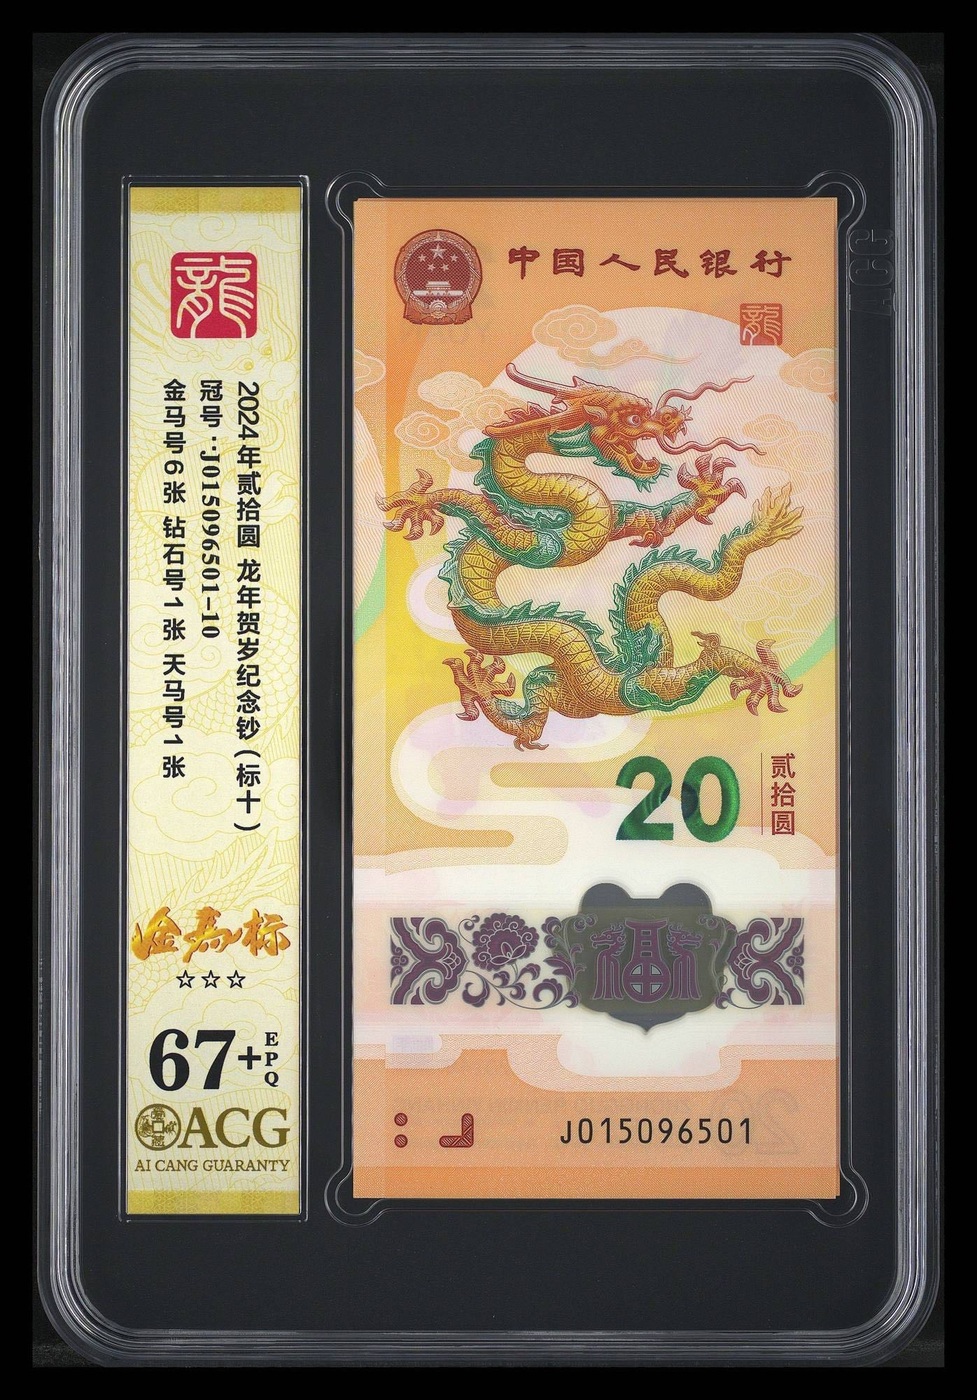 龍
2024年贰拾圆 龙年贺岁纪念钞(标十)
冠号:J015096501-10
金马号6张 钻石号1张 天马号1张
金马标
☆☆☆
67+EPQ
ACG
AI CANG GUARANTY
中国人民银行
龍
20
贰拾圆
福
J015096501
ACG